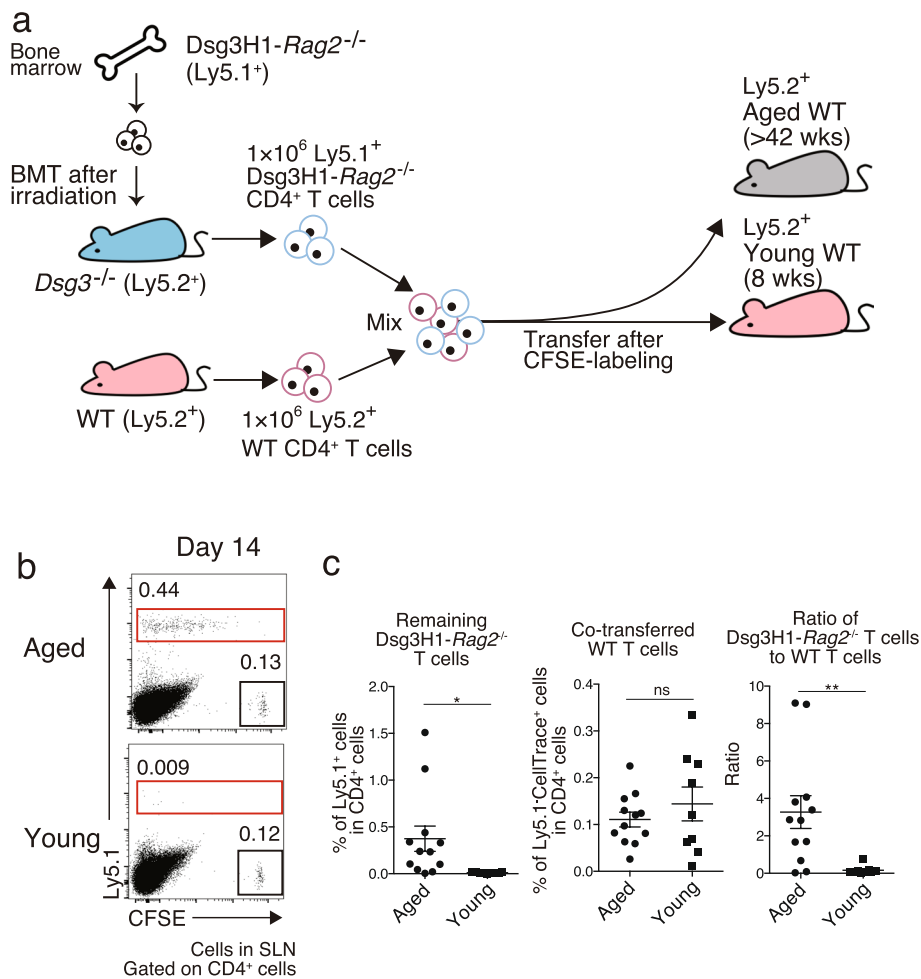 a
Bone
marrow
Dsg3H1-Rag2-/-
(Ly5.1+)
BMT after
irradiation
Dsg3-/- (Ly5.2+)
1×10⁶ Ly5.1+
Dsg3H1-Rag2-/-
CD4+ T cells
WT (Ly5.2+)
1×10⁶ Ly5.2+
WT CD4+ T cells
Mix
Transfer after
CFSE-labeling
Ly5.2+
Aged WT
(>42 wks)
Ly5.2+
Young WT
(8 wks)
b
Day 14
Aged
0.44
0.13
Young
0.009
0.12
Ly5.1
CFSE
Cells in SLN
Gated on CD4+ cells
c
Remaining
Dsg3H1-Rag2-/-
T cells
% of Ly5.1+ cells
in CD4+ cells
2.0
1.5
1.0
0.5
0.0
*
Aged
Young
Co-transferred
WT T cells
% of Ly5.1-CellTrace+ cells
in CD4+ cells
0.4
0.3
0.2
0.1
0.0
ns
Aged
Young
Ratio of
Dsg3H1-Rag2-/- T cells
to WT T cells
Ratio
10
8
6
4
2
0
**
Aged
Young